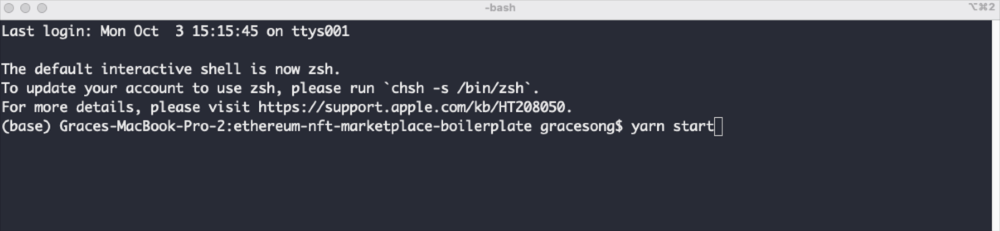 -bash
⌥⌘2
Last login: Mon Oct  3 15:15:45 on ttys001
The default interactive shell is now zsh.
To update your account to use zsh, please run `chsh -s /bin/zsh`.
For more details, please visit https://support.apple.com/kb/HT208050.
(base) Graces-MacBook-Pro-2:ethereum-nft-marketplace-boilerplate gracesong$ yarn start